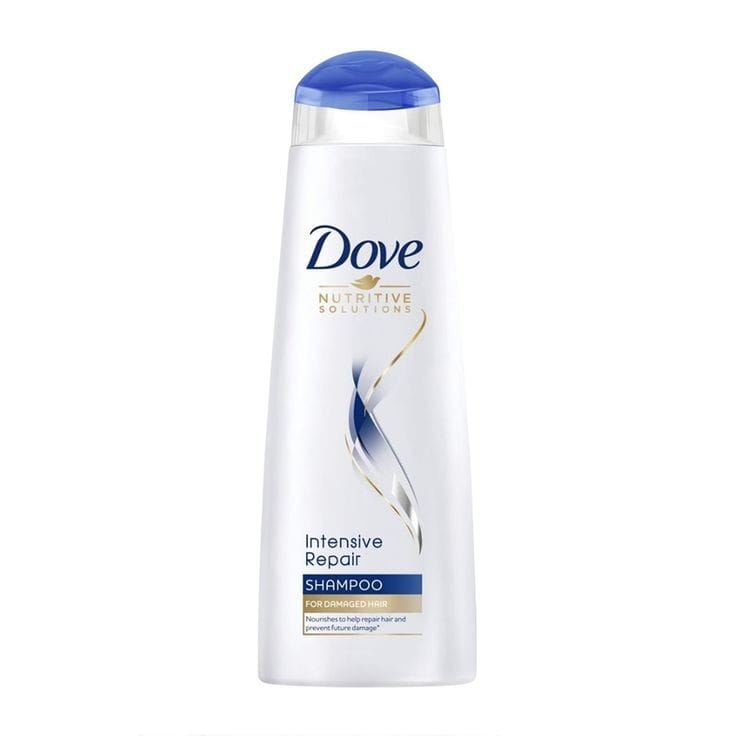 Dove
NUTRITIVE
SOLUTIONS
Intensive
Repair
SHAMPOO
FOR DAMAGED HAIR
Nourishes to help repair hair and
prevent future damage*